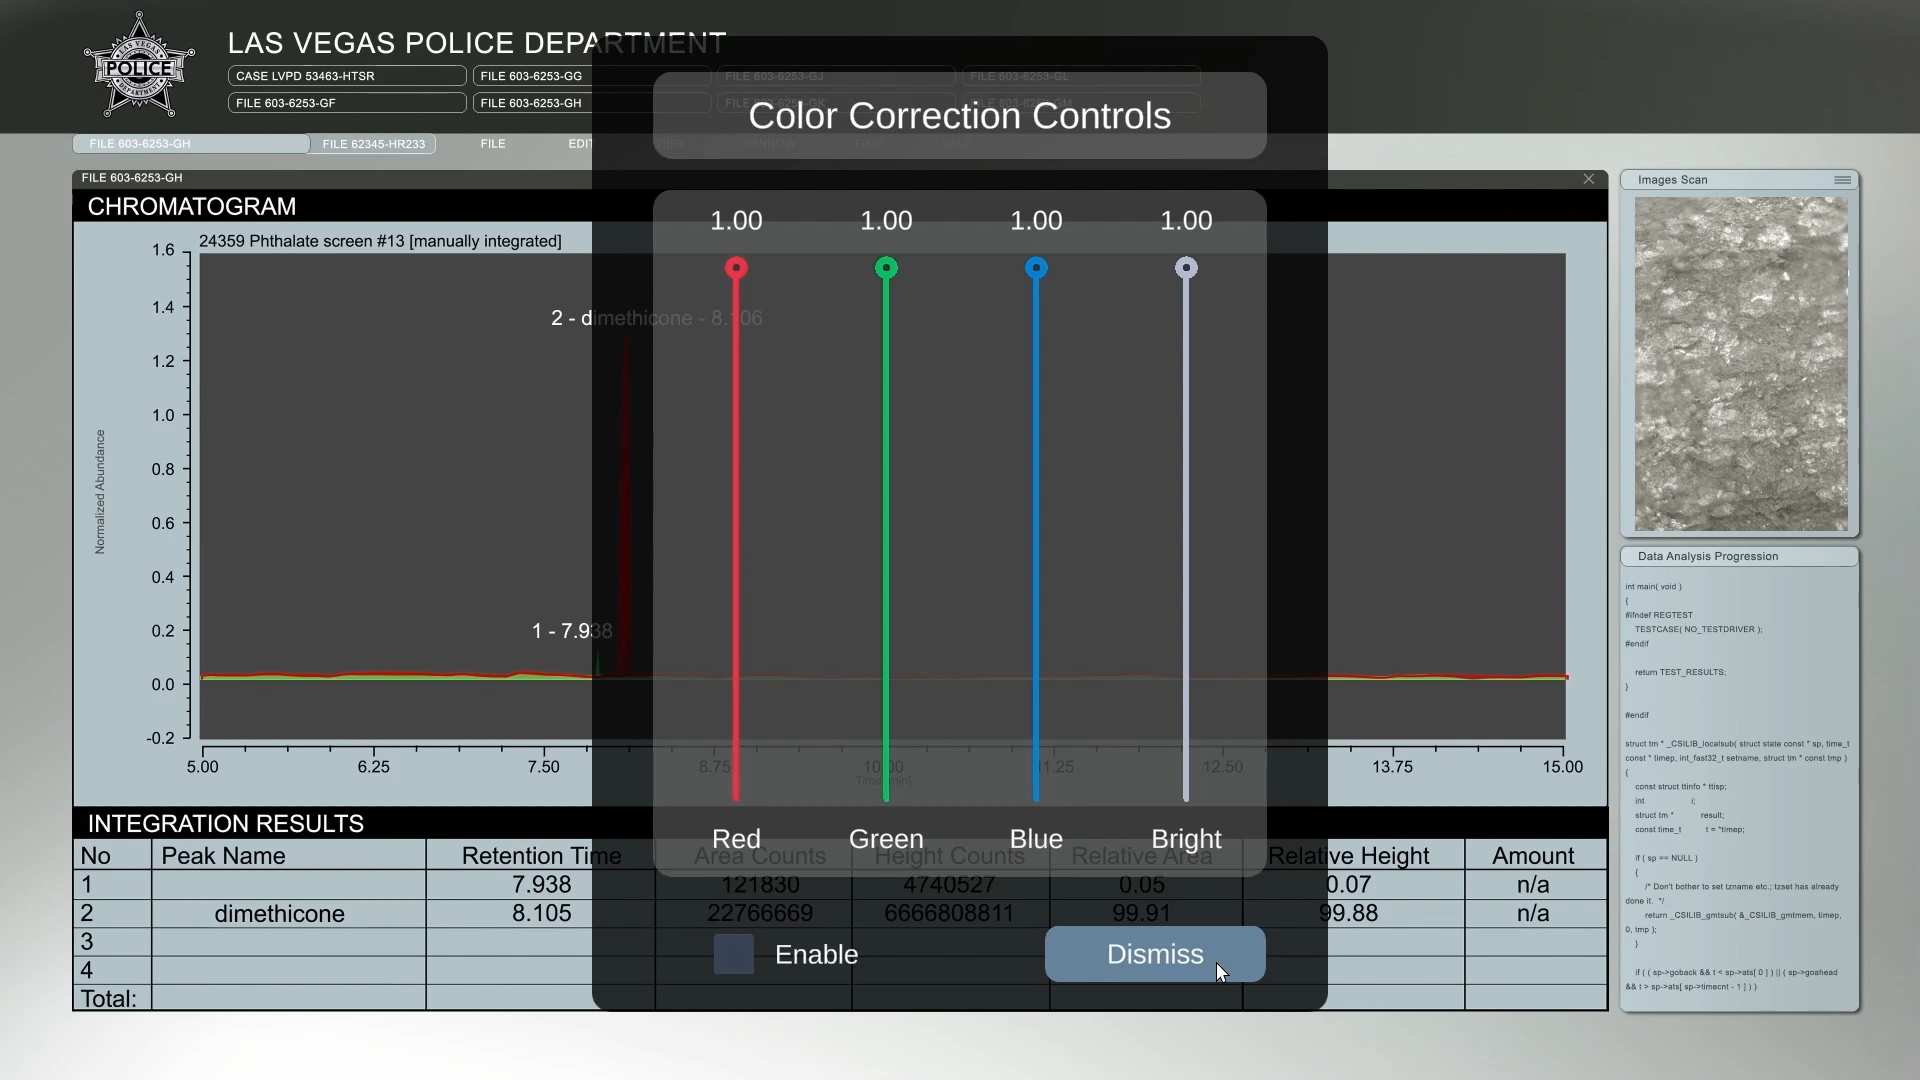 LAS VEGAS POLICE DEPARTMENT
LAS VEGAS
POLICE
DEPARTMENT
CASE LVPD 53463-HTSR
FILE 603-6253-GG
FILE 603-6253-GJ
FILE 603-6253-GL
FILE 603-6253-GF
FILE 603-6253-GH
FILE 603-6253-GK
FILE 603-6253-GM
Color Correction Controls
FILE 603-6253-GH
FILE 62345-HR233
FILE
EDIT
VIEW
WINDOW
HELP
FILE 603-6253-GH
CHROMATOGRAM
24359 Phthalate screen #13 [manually integrated]
1.00 1.00 1.00 1.00
1.6
1.4
1.2
1.0
0.8
0.6
0.4
0.2
0.0
-0.2
Normalized Abundance
2 - dimethicone - 8.106
1 - 7.938
5.00 6.25 7.50 8.75 10.00 11.25 12.50 13.75 15.00
Time [min]
Red Green Blue Bright
INTEGRATION RESULTS
No Peak Name Retention Time Area Counts Height Counts Relative Area Relative Height Amount
1 7.938 121830 4740527 0.05 0.07 n/a
2 dimethicone 8.105 22766669 6666808811 99.91 99.88 n/a
3
4
Total:
Enable
Dismiss
Images Scan
Data Analysis Progression
int main( void )
{
#ifndef REGTEST
TESTCASE( NO_TESTDRIVER );
#endif
return TEST_RESULTS;
}
#endif
struct tm * _CSILIB_localsub( struct state const * sp, time_t
const * timep, int_fast32_t setname, struct tm * const tmp )
{
const struct ttinfo * ttisp;
int i;
struct tm * result;
const time_t t = *timep;
if ( sp == NULL )
{
/* Don't bother to set tzname etc.; tzset has already
done it. */
return _CSILIB_gmtsub( &_CSILIB_gmtmem, timep,
0, tmp );
}
if ( ( sp->goback && t < sp->ats[ 0 ] ) || ( sp->goahead
&& t > sp->ats[ sp->timecnt - 1 ] ) )